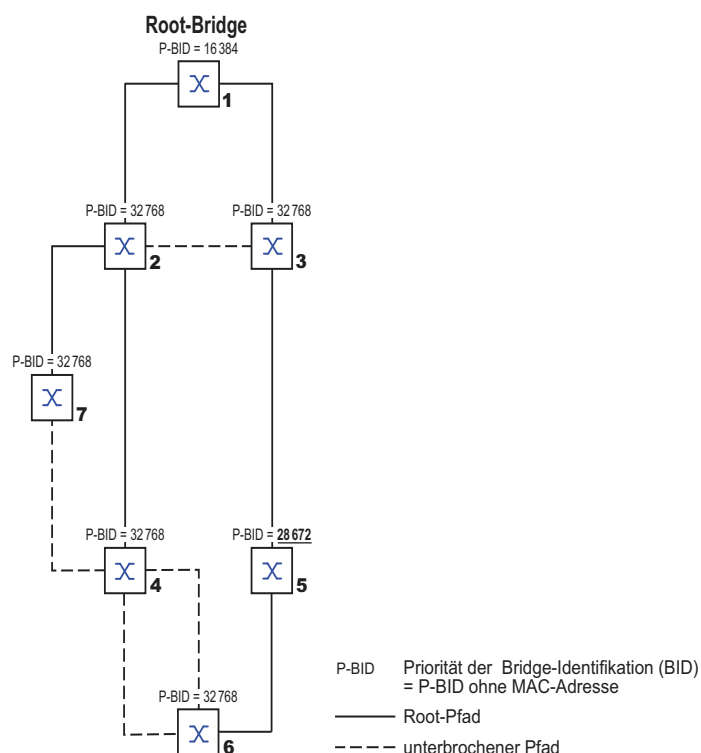 Root-Bridge
P-BID = 16 384
1
P-BID = 32 768
P-BID = 32 768
2
3
P-BID = 32 768
7
P-BID = 32 768
P-BID = 28 672
4
5
P-BID = 32 768
6
P-BID Priorität der Bridge-Identifikation (BID)
= P-BID ohne MAC-Adresse
Root-Pfad
unterbrochener Pfad